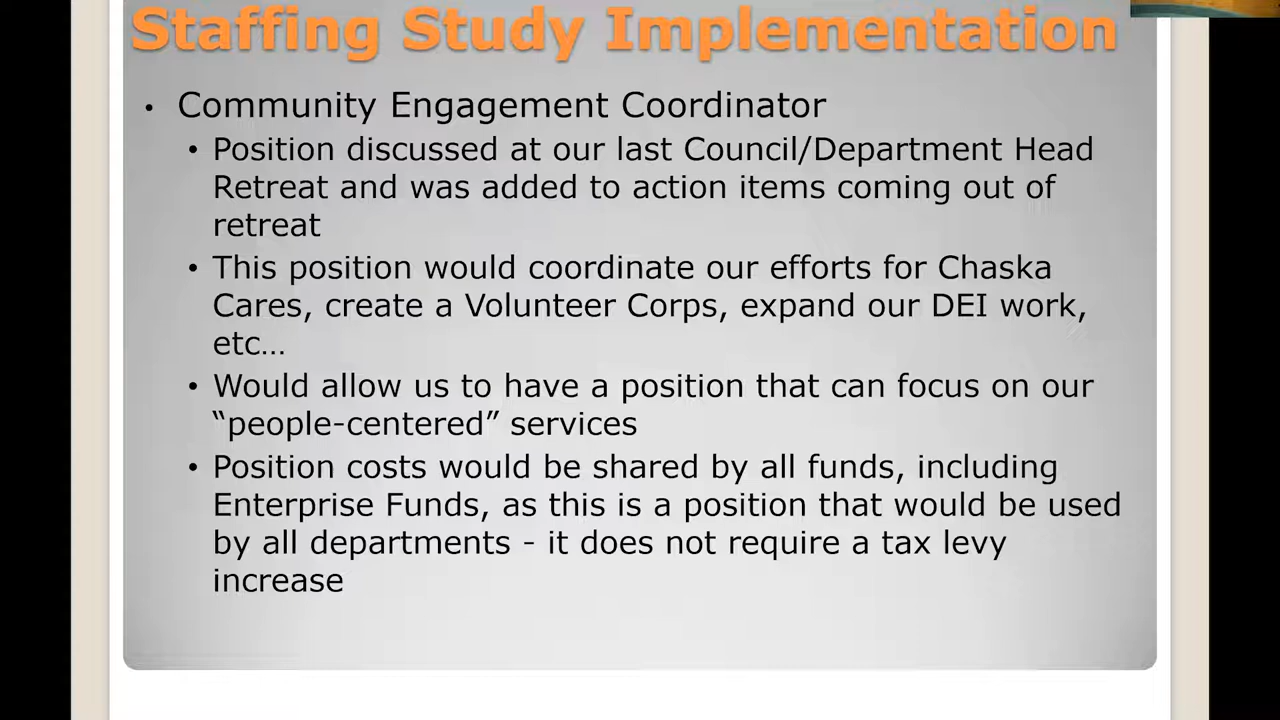 Staffing Study Implementation
• Community Engagement Coordinator
• Position discussed at our last Council/Department Head
Retreat and was added to action items coming out of
retreat
• This position would coordinate our efforts for Chaska
Cares, create a Volunteer Corps, expand our DEI work,
etc…
• Would allow us to have a position that can focus on our
“people-centered” services
• Position costs would be shared by all funds, including
Enterprise Funds, as this is a position that would be used
by all departments - it does not require a tax levy
increase